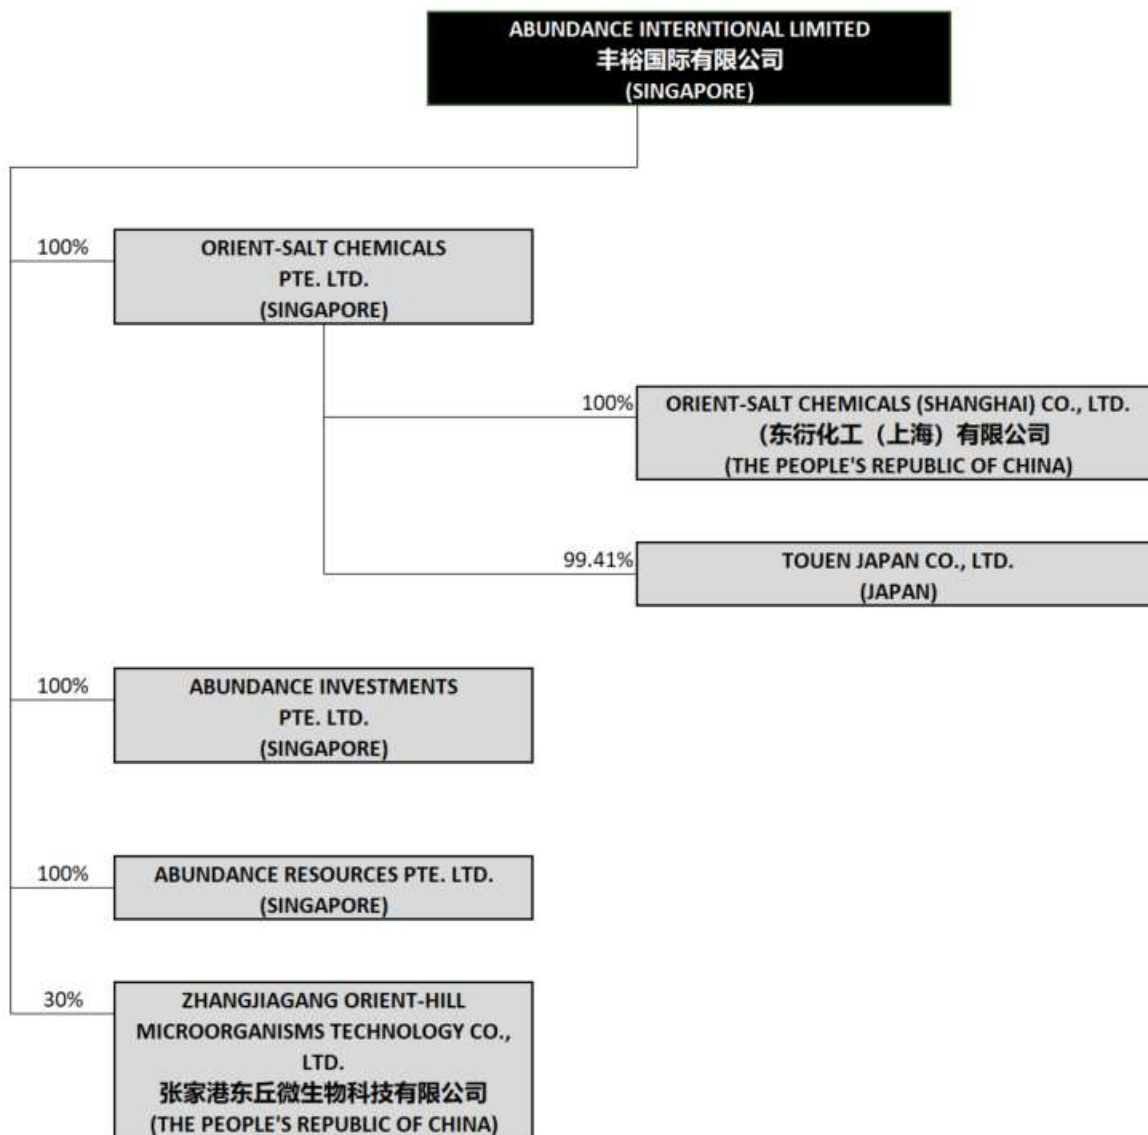 ABUNDANCE INTERNTIONAL LIMITED
丰裕国际有限公司
(SINGAPORE)
100%
ORIENT-SALT CHEMICALS
PTE. LTD.
(SINGAPORE)
100%
ORIENT-SALT CHEMICALS (SHANGHAI) CO., LTD.
(东衍化工（上海）有限公司
(THE PEOPLE'S REPUBLIC OF CHINA)
99.41%
TOUEN JAPAN CO., LTD.
(JAPAN)
100%
ABUNDANCE INVESTMENTS
PTE. LTD.
(SINGAPORE)
100%
ABUNDANCE RESOURCES PTE. LTD.
(SINGAPORE)
30%
ZHANGJIAGANG ORIENT-HILL
MICROORGANISMS TECHNOLOGY CO.,
LTD.
张家港东丘微生物科技有限公司
(THE PEOPLE'S REPUBLIC OF CHINA)